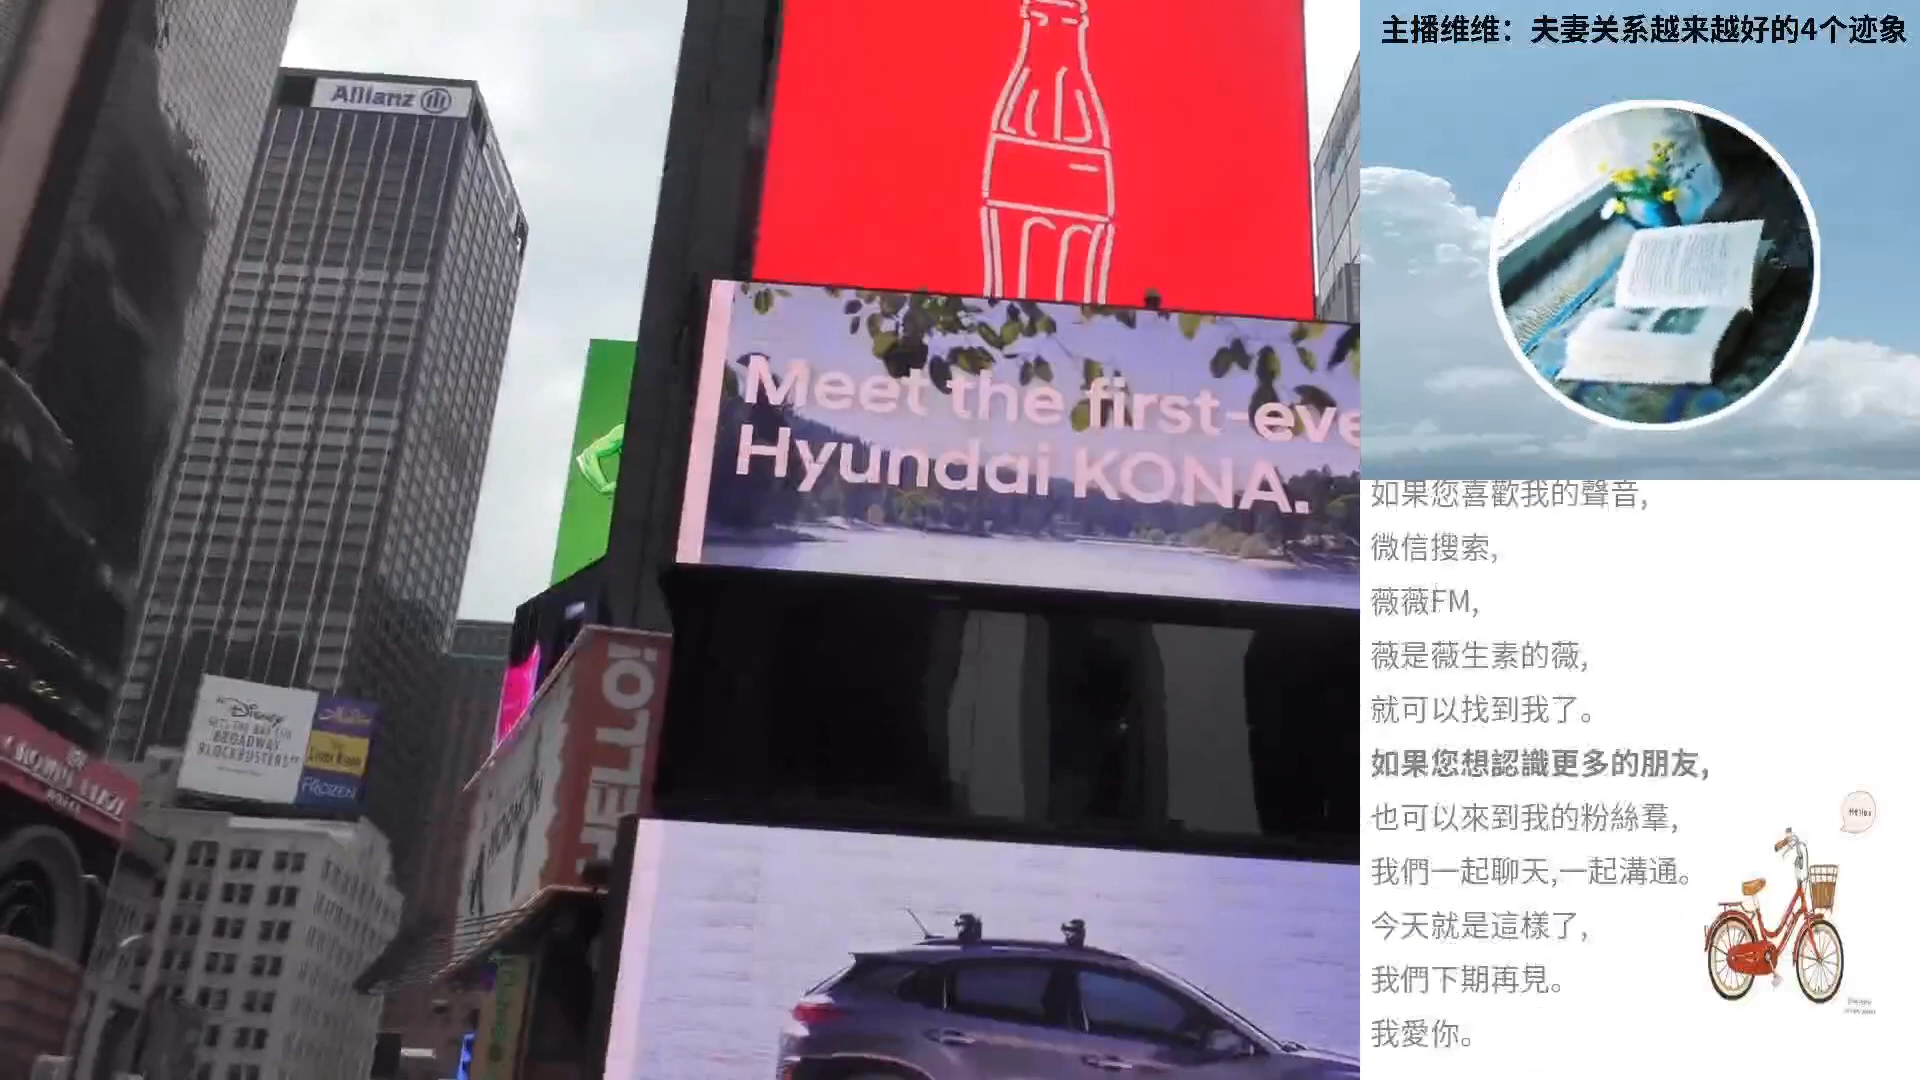 Allianz
Meet the first-eve
Hyundai KONA.
HELLO!
Disney
BROADWAY
BLOCKBUSTERS
FROZEN
主播维维：夫妻关系越来越好的4个迹象
如果您喜歡我的聲音,
微信搜索,
薇薇FM,
薇是薇生素的薇,
就可以找到我了。
如果您想認識更多的朋友,
也可以來到我的粉絲羣,
我們一起聊天,一起溝通。
今天就是這樣了,
我們下期再見。
我愛你。
Hello